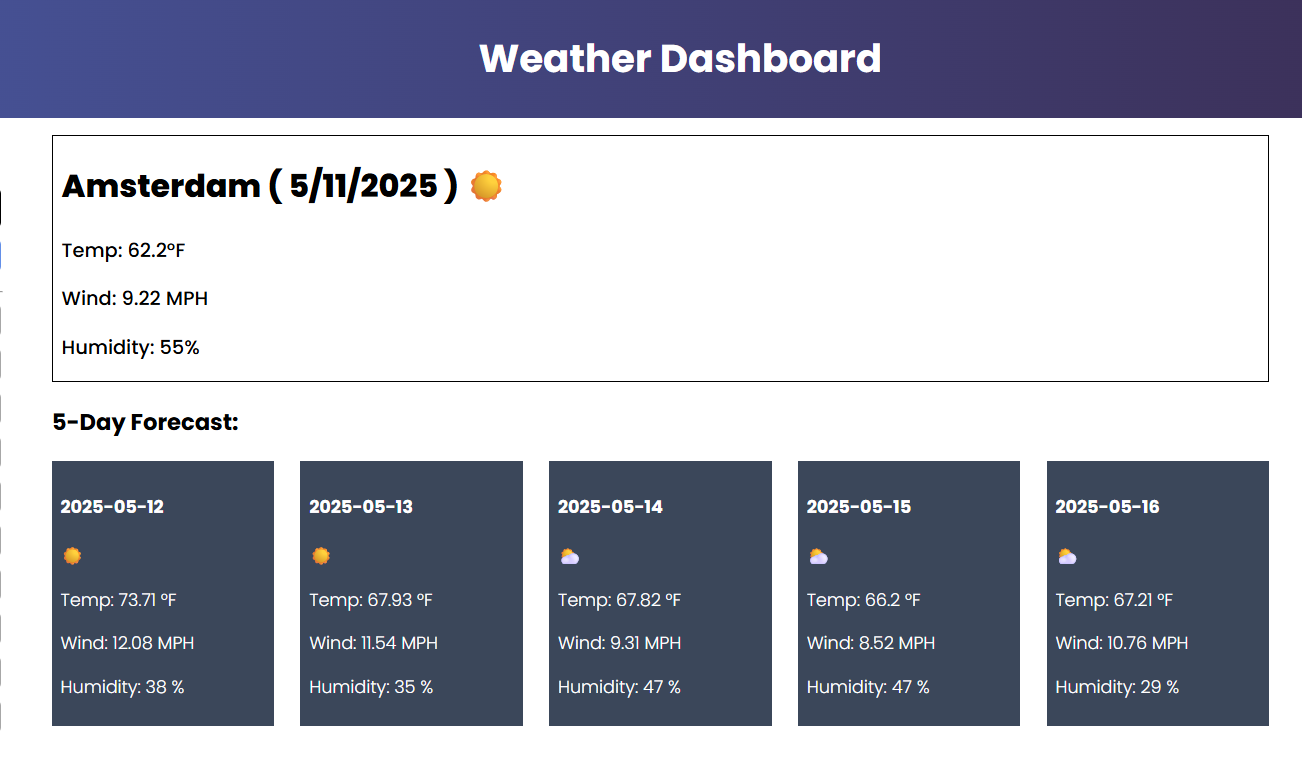 Weather Dashboard
Amsterdam ( 5/11/2025 )
Temp: 62.2°F
Wind: 9.22 MPH
Humidity: 55%
5-Day Forecast:
2025-05-12
Temp: 73.71 °F
Wind: 12.08 MPH
Humidity: 38 %
2025-05-13
Temp: 67.93 °F
Wind: 11.54 MPH
Humidity: 35 %
2025-05-14
Temp: 67.82 °F
Wind: 9.31 MPH
Humidity: 47 %
2025-05-15
Temp: 66.2 °F
Wind: 8.52 MPH
Humidity: 47 %
2025-05-16
Temp: 67.21 °F
Wind: 10.76 MPH
Humidity: 29 %